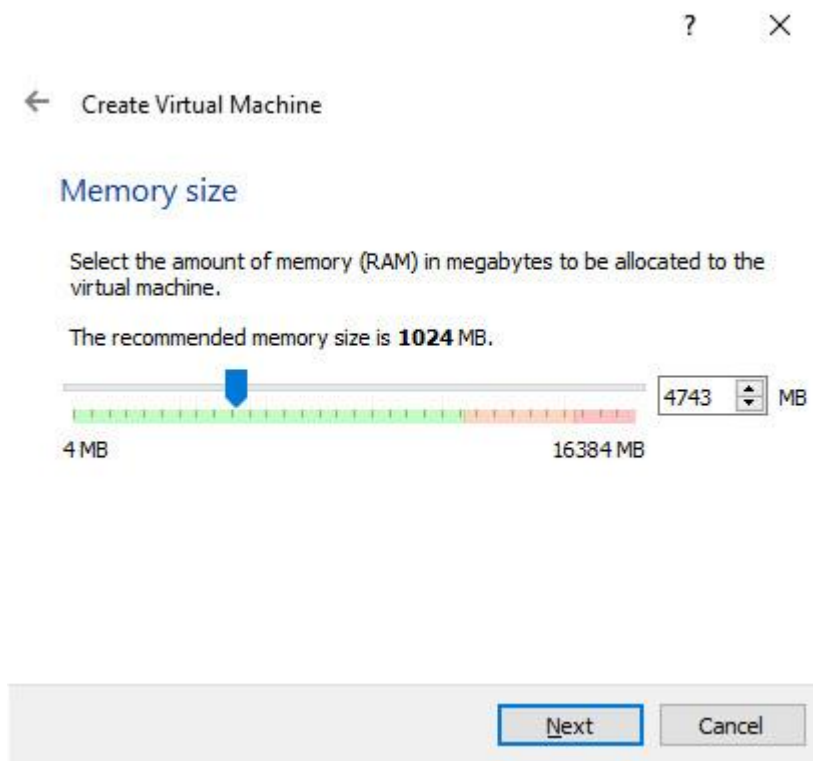 ?
Create Virtual Machine
Memory size
Select the amount of memory (RAM) in megabytes to be allocated to the
virtual machine.
The recommended memory size is 1024 MB.
4743 MB
4 MB 16384 MB
Next Cancel